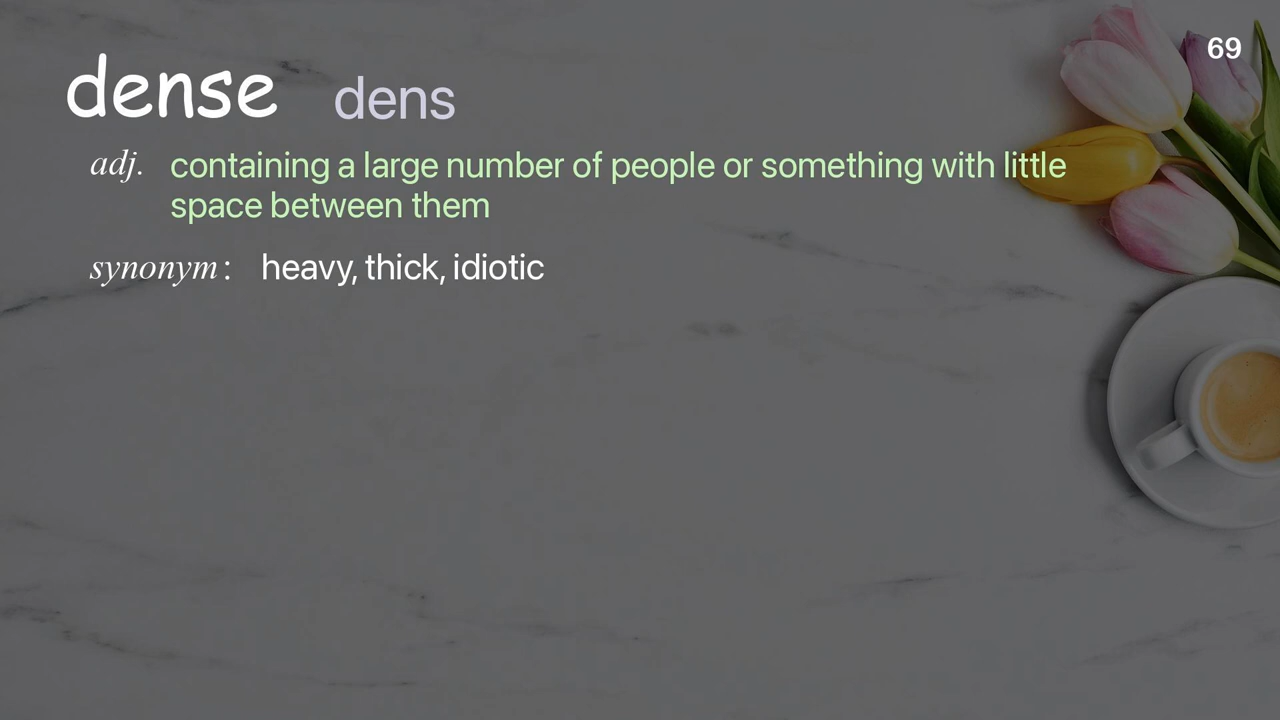 69
dense dens
adj. containing a large number of people or something with little
space between them
synonym: heavy, thick, idiotic